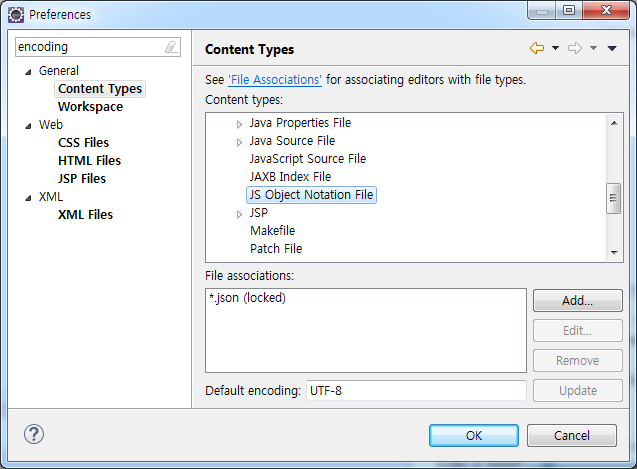 Preferences
encoding
General
Content Types
Workspace
Web
CSS Files
HTML Files
JSP Files
XML
XML Files
Content Types
See 'File Associations' for associating editors with file types.
Content types:
Java Properties File
Java Source File
JavaScript Source File
JAXB Index File
JS Object Notation File
JSP
Makefile
Patch File
File associations:
*.json (locked)
Add...
Edit...
Remove
Default encoding: UTF-8
Update
?
OK
Cancel